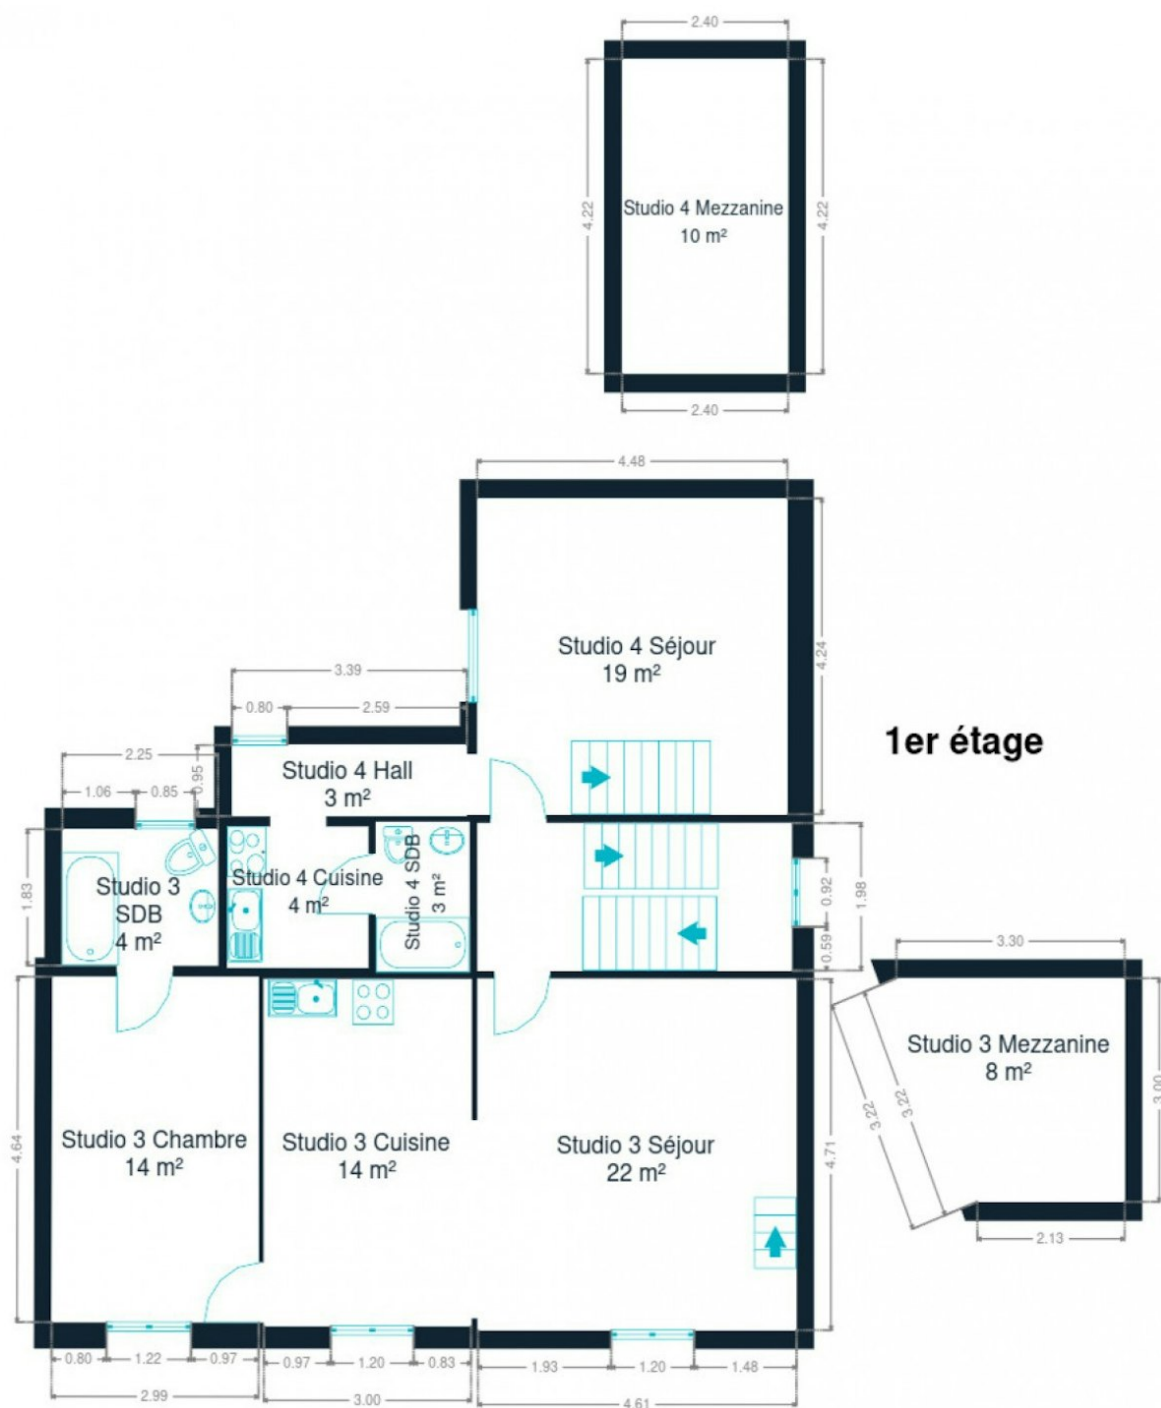 2.40
4.22
4.22
Studio 4 Mezzanine
10 m²
2.40
4.48
Studio 4 Séjour
19 m²
4.24
3.39
0.80
2.59
1er étage
2.25
0.95
1.06
0.85
Studio 4 Hall
3 m²
1.83
Studio 3
SDB
4 m²
Studio 4 Cuisine
4 m²
Studio 4 SDB
3 m²
0.92
1.98
0.59
3.30
Studio 3 Mezzanine
8 m²
3.22
3.22
3.00
2.13
4.64
Studio 3 Chambre
14 m²
Studio 3 Cuisine
14 m²
Studio 3 Séjour
22 m²
4.71
0.80
1.22
0.97
0.97
1.20
0.83
1.93
1.20
1.48
2.99
3.00
4.61